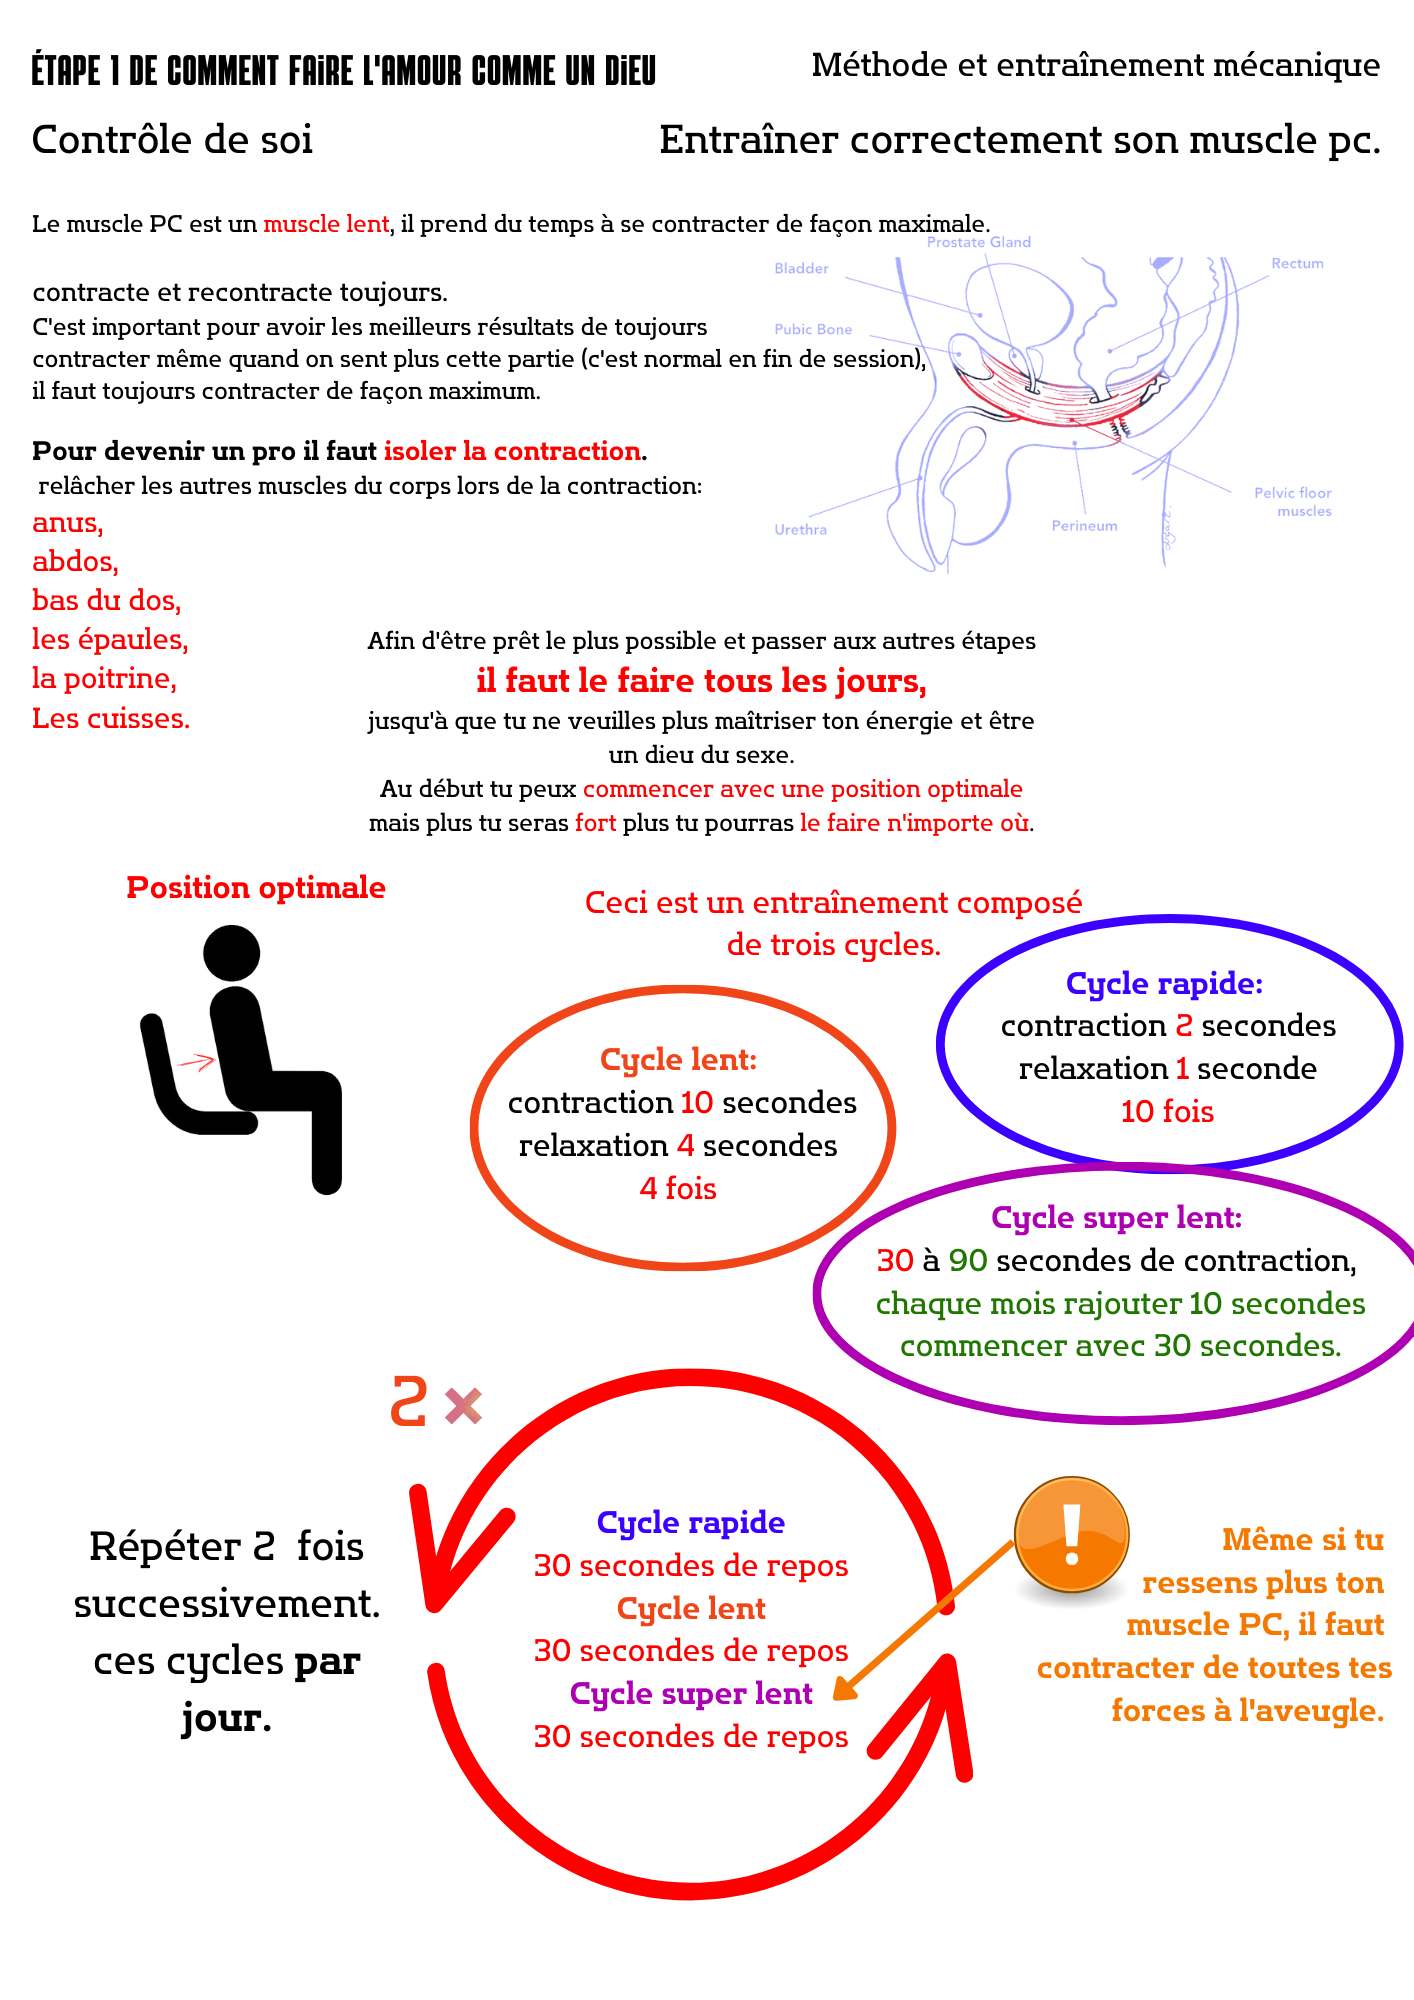 ÉTAPE 1 DE COMMENT FAiRE L'AMOUR COMME UN DiEU
Méthode et entraînement mécanique
Contrôle de soi
Entraîner correctement son muscle pc.
Le muscle PC est un muscle lent, il prend du temps à se contracter de façon maximale.
contracte et recontracte toujours.
C'est important pour avoir les meilleurs résultats de toujours
contracter même quand on sent plus cette partie (c'est normal en fin de session),
il faut toujours contracter de façon maximum.
Prostate Gland
Bladder
Rectum
Pubic Bone
Pelvic floor
muscles
Urethra
Perineum
Pour devenir un pro il faut isoler la contraction.
relâcher les autres muscles du corps lors de la contraction:
anus,
abdos,
bas du dos,
les épaules,
la poitrine,
Les cuisses.
Afin d'être prêt le plus possible et passer aux autres étapes
il faut le faire tous les jours,
jusqu'à que tu ne veuilles plus maîtriser ton énergie et être
un dieu du sexe.
Au début tu peux commencer avec une position optimale
mais plus tu seras fort plus tu pourras le faire n'importe où.
Position optimale
Ceci est un entraînement composé
de trois cycles.
Cycle rapide:
contraction 2 secondes
relaxation 1 seconde
10 fois
Cycle lent:
contraction 10 secondes
relaxation 4 secondes
4 fois
Cycle super lent:
30 à 90 secondes de contraction,
chaque mois rajouter 10 secondes
commencer avec 30 secondes.
2 ×
Répéter 2 fois
successivement.
ces cycles par
jour.
Cycle rapide
30 secondes de repos
Cycle lent
30 secondes de repos
Cycle super lent
30 secondes de repos
!
Même si tu
ressens plus ton
muscle PC, il faut
contracter de toutes tes
forces à l'aveugle.